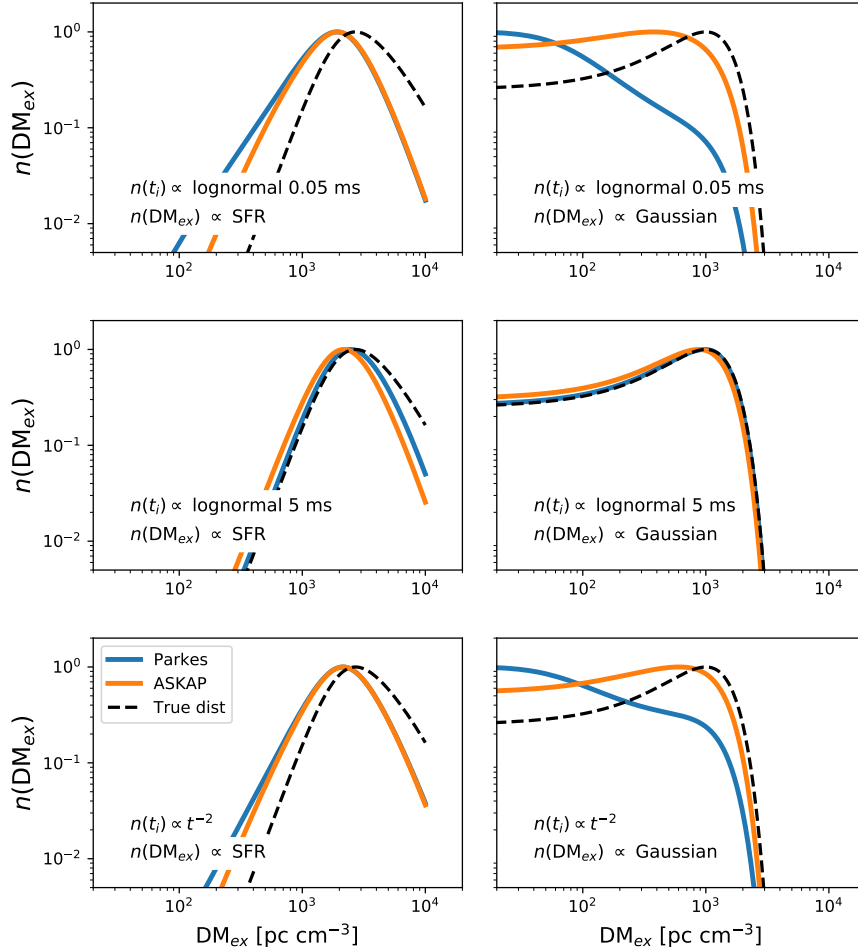 n(DM_ex)
10^0
10^-1
10^-2
n(t_i) ∝ lognormal 0.05 ms
n(DM_ex) ∝ SFR
10^2
10^3
10^4
n(t_i) ∝ lognormal 0.05 ms
n(DM_ex) ∝ Gaussian
10^2
10^3
10^4
n(DM_ex)
10^0
10^-1
10^-2
n(t_i) ∝ lognormal 5 ms
n(DM_ex) ∝ SFR
10^2
10^3
10^4
n(t_i) ∝ lognormal 5 ms
n(DM_ex) ∝ Gaussian
10^2
10^3
10^4
n(DM_ex)
10^0
10^-1
10^-2
Parkes
ASKAP
True dist
n(t_i) ∝ t^-2
n(DM_ex) ∝ SFR
10^2
10^3
10^4
DM_ex [pc cm^-3]
n(t_i) ∝ t^-2
n(DM_ex) ∝ Gaussian
10^2
10^3
10^4
DM_ex [pc cm^-3]